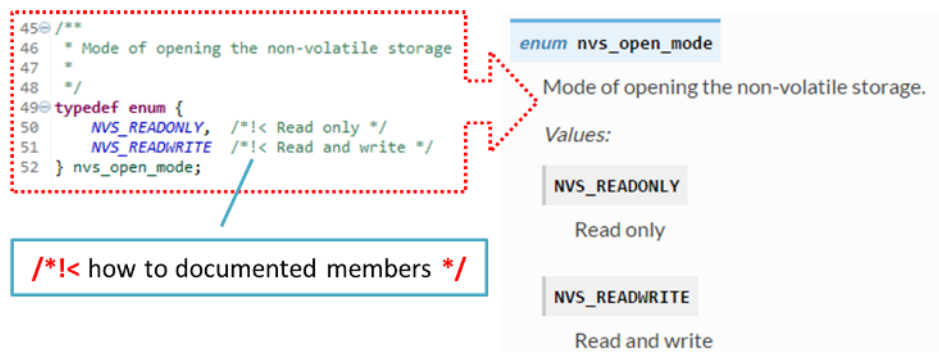 45 /**
46  * Mode of opening the non-volatile storage
47  *
48  */
49 typedef enum {
50     NVS_READONLY,  /*!< Read only */
51     NVS_READWRITE  /*!< Read and write */
52 } nvs_open_mode;
/*!< how to documented members */
enum nvs_open_mode
Mode of opening the non-volatile storage.
Values:
NVS_READONLY
Read only
NVS_READWRITE
Read and write